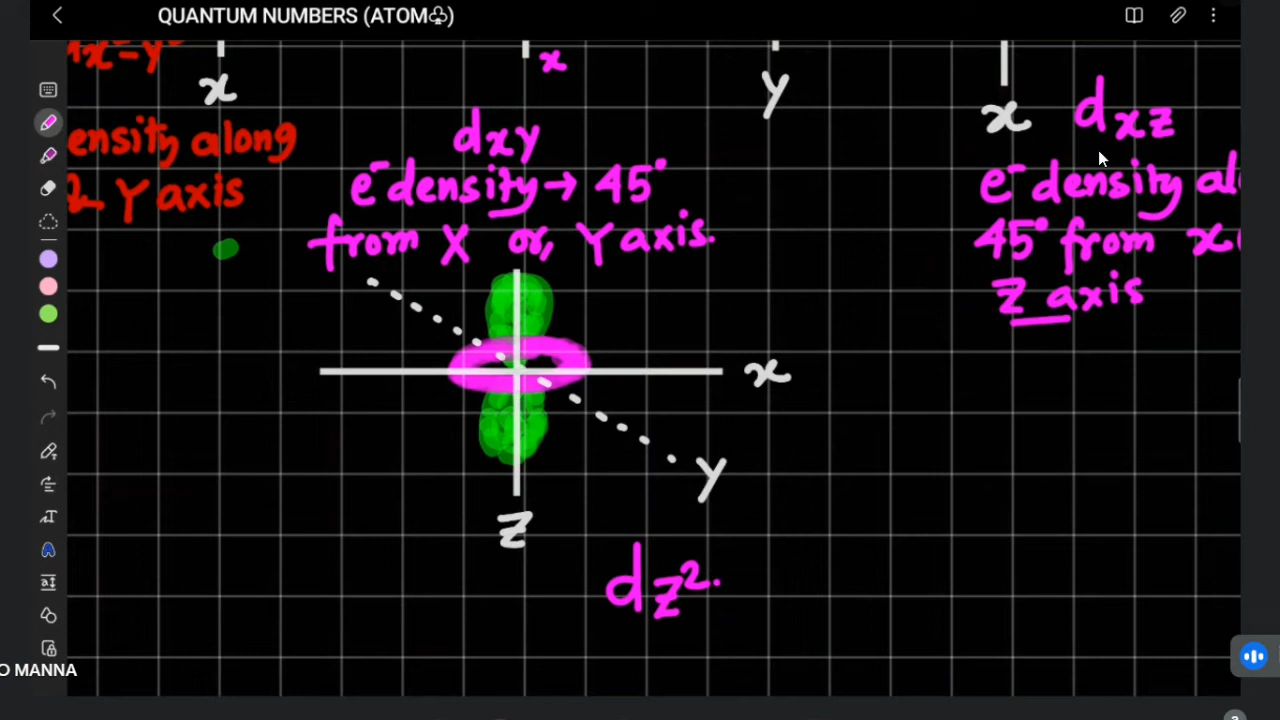 QUANTUM NUMBERS (ATOM♧)
x
x
y
x
ensity along
Y axis
dxy
e⁻density → 45°
from X or, Y axis.
dxz
e⁻ density al
45° from x
z axis
x
y
z
dz².
O MANNA